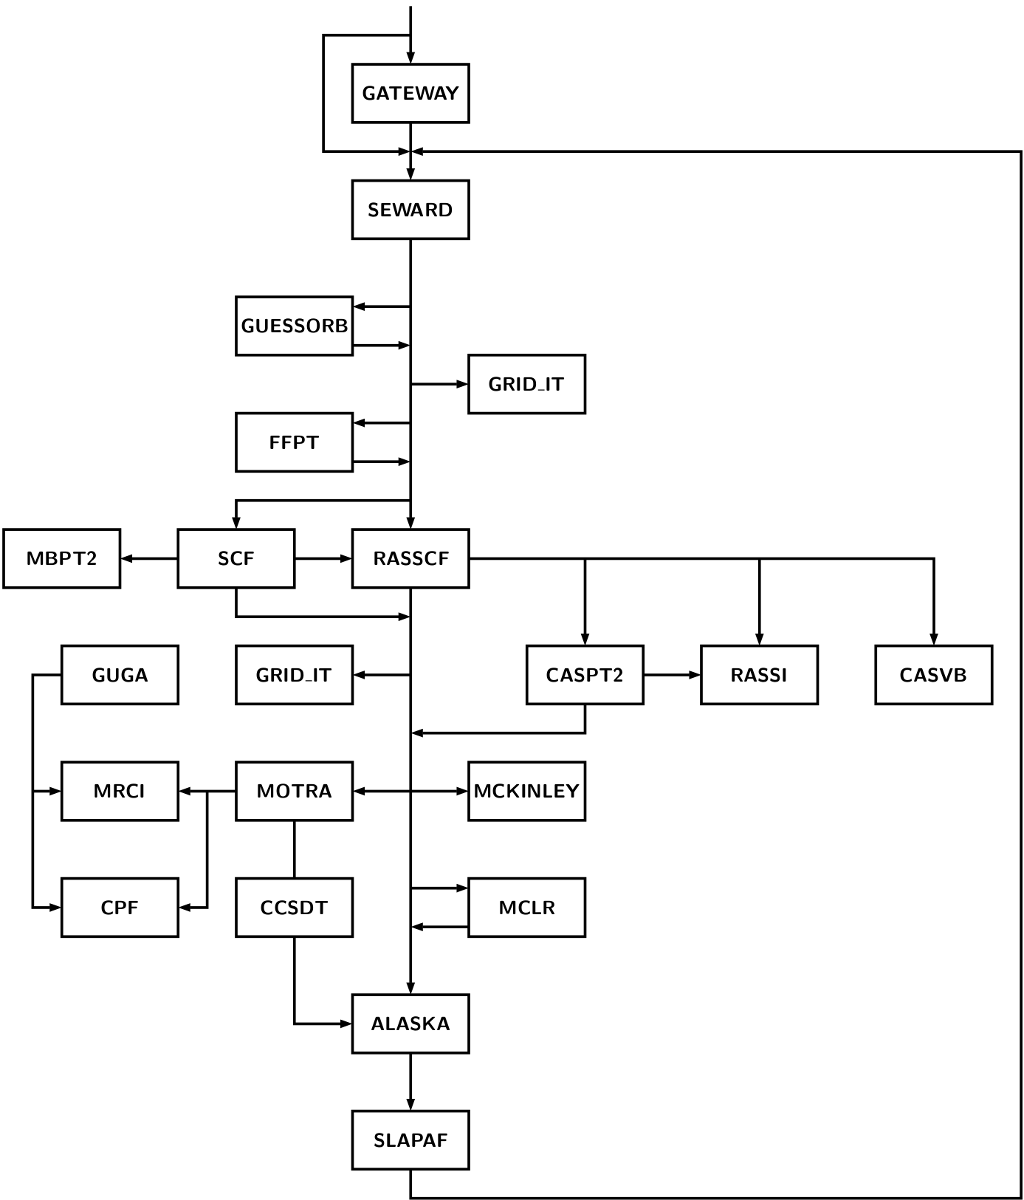 GATEWAY
SEWARD
GUESSORB
GRID_IT
FFPT
MBPT2
SCF
RASSCF
GUGA
GRID_IT
CASPT2
RASSI
CASVB
MRCI
MOTRA
MCKINLEY
CPF
CCSDT
MCLR
ALASKA
SLAPAF